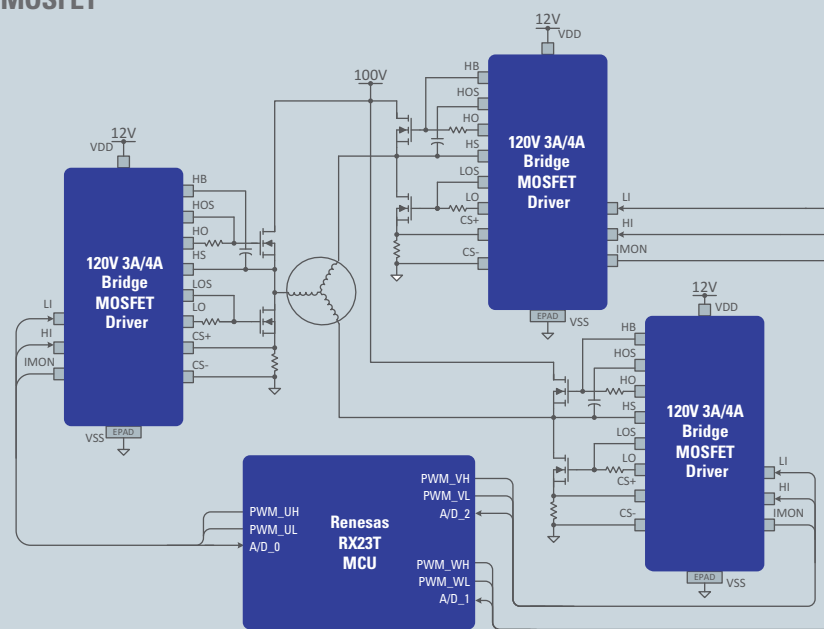 MOSFET
12V
VDD
HB
HOS
HO
HS
LOS
LO
CS+
CS-
120V 3A/4A
Bridge
MOSFET
Driver
LI
HI
IMON
EPAD
VSS
100V
12V
VDD
HB
HOS
HO
HS
LOS
LO
CS+
CS-
120V 3A/4A
Bridge
MOSFET
Driver
LI
HI
IMON
EPAD
VSS
12V
VDD
HB
HOS
HO
HS
LOS
LO
CS+
CS-
120V 3A/4A
Bridge
MOSFET
Driver
LI
HI
IMON
EPAD
VSS
PWM_UH
PWM_UL
A/D_0
Renesas
RX23T
MCU
PWM_VH
PWM_VL
A/D_2
PWM_WH
PWM_WL
A/D_1